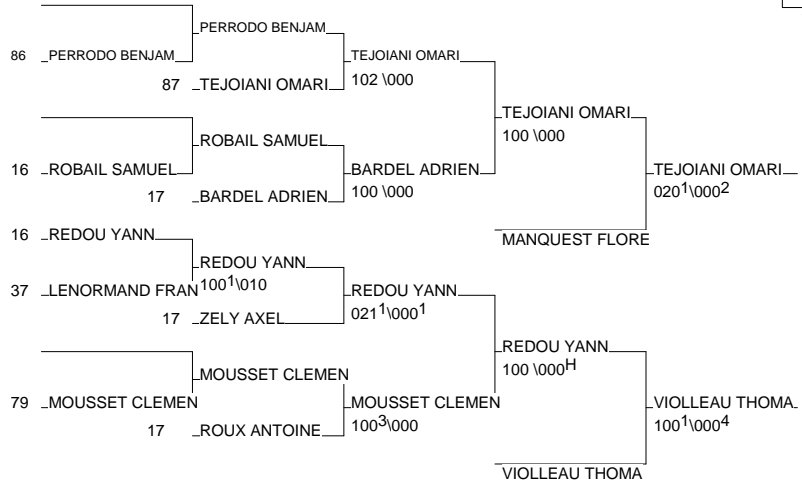 PERRODO BENJAM
86 PERRODO BENJAM TEJOIANI OMARI
87 TEJOIANI OMARI 102 \000
TEJOIANI OMARI
ROBAIL SAMUEL 100 \000
16 ROBAIL SAMUEL BARDEL ADRIEN TEJOIANI OMARI
17 BARDEL ADRIEN 100 \000 020¹\000²
16 REDOU YANN MANQUEST FLORE
REDOU YANN
37 LENORMAND FRAN 100¹\010 REDOU YANN
17 ZELY AXEL 021¹\000¹
REDOU YANN
MOUSSET CLEMEN 100 \000ᴴ
79 MOUSSET CLEMEN MOUSSET CLEMEN VIOLLEAU THOMA
17 ROUX ANTOINE 100³\000 100¹\000⁴
VIOLLEAU THOMA